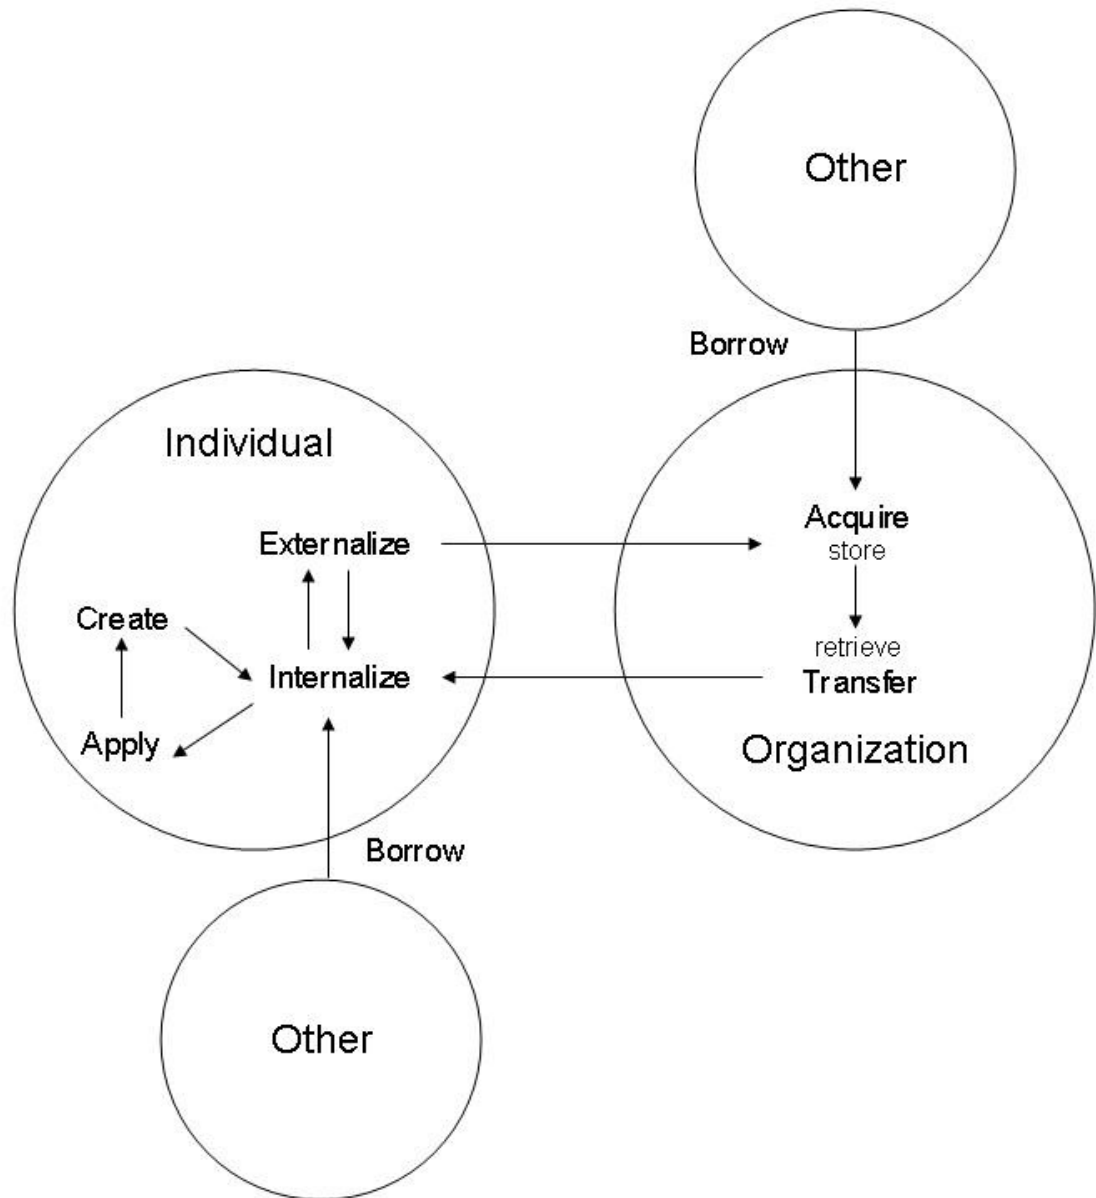 Other
Borrow
Individual
Externalize
Create
Internalize
Apply
Acquire
store
retrieve
Transfer
Organization
Borrow
Other